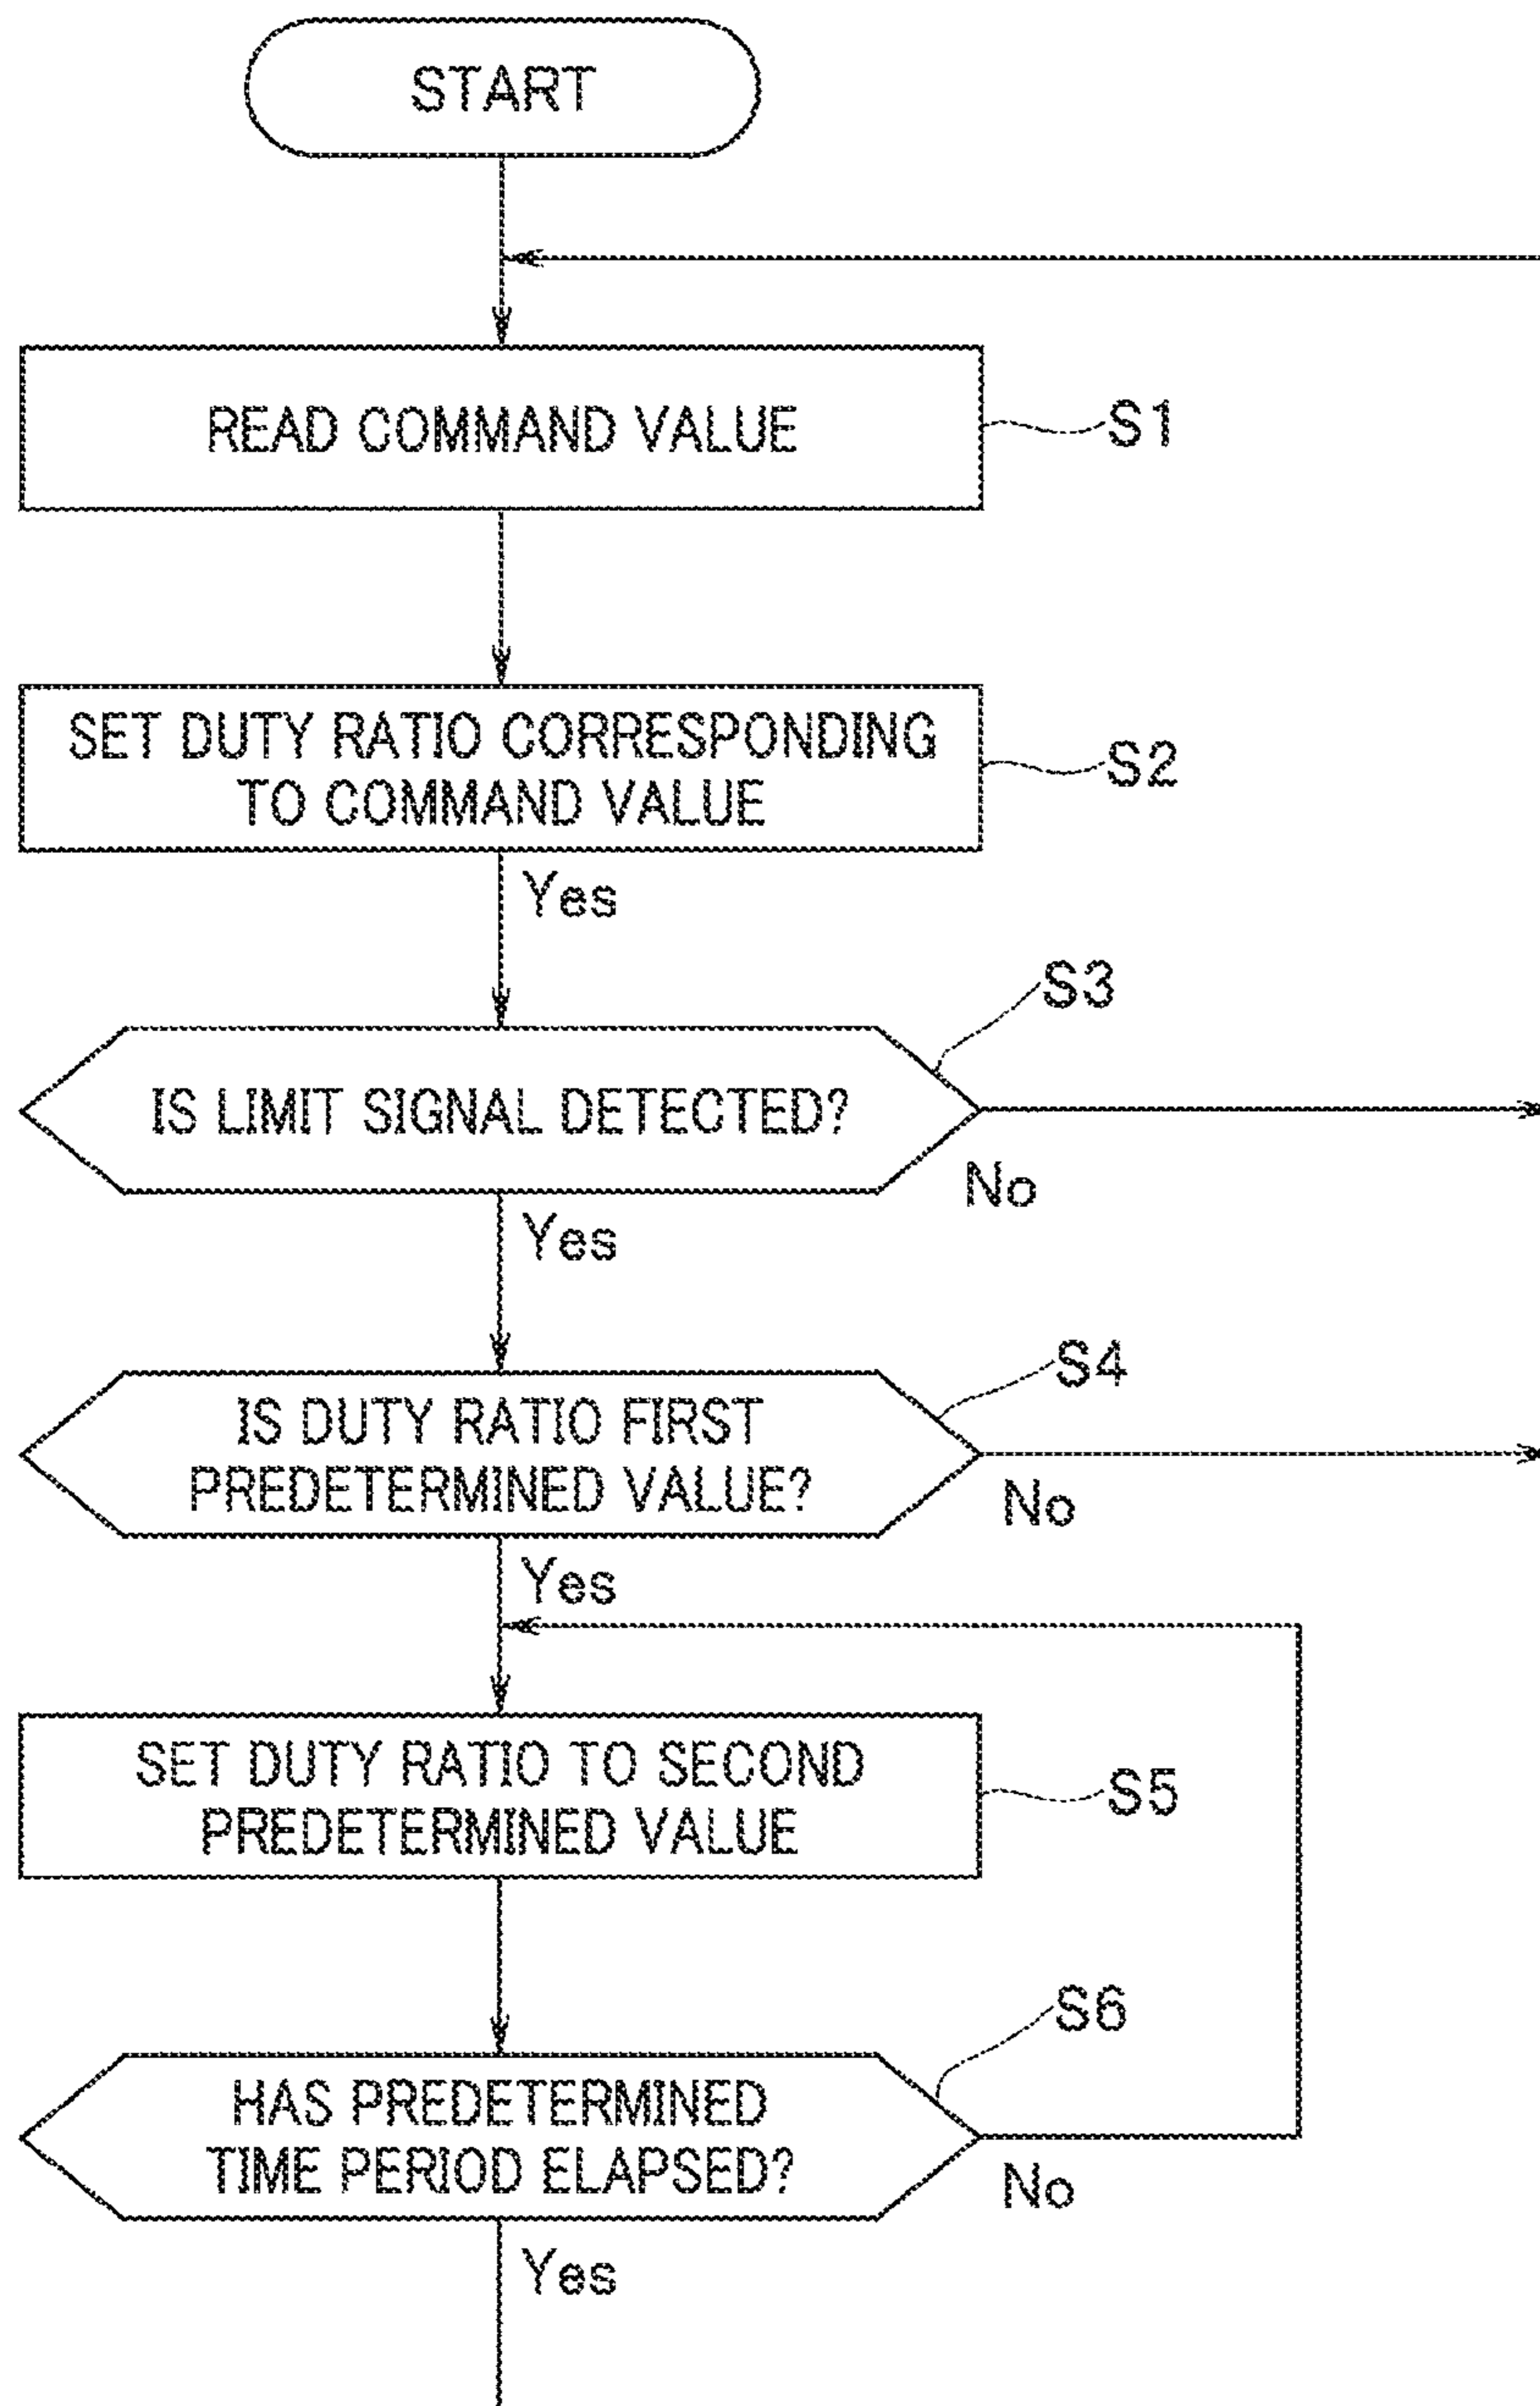 START
READ COMMAND VALUE
S1
SET DUTY RATIO CORRESPONDING
TO COMMAND VALUE
S2
Yes
S3
IS LIMIT SIGNAL DETECTED?
No
Yes
S4
IS DUTY RATIO FIRST
PREDETERMINED VALUE?
No
Yes
SET DUTY RATIO TO SECOND
PREDETERMINED VALUE
S5
S6
HAS PREDETERMINED
TIME PERIOD ELAPSED?
No
Yes